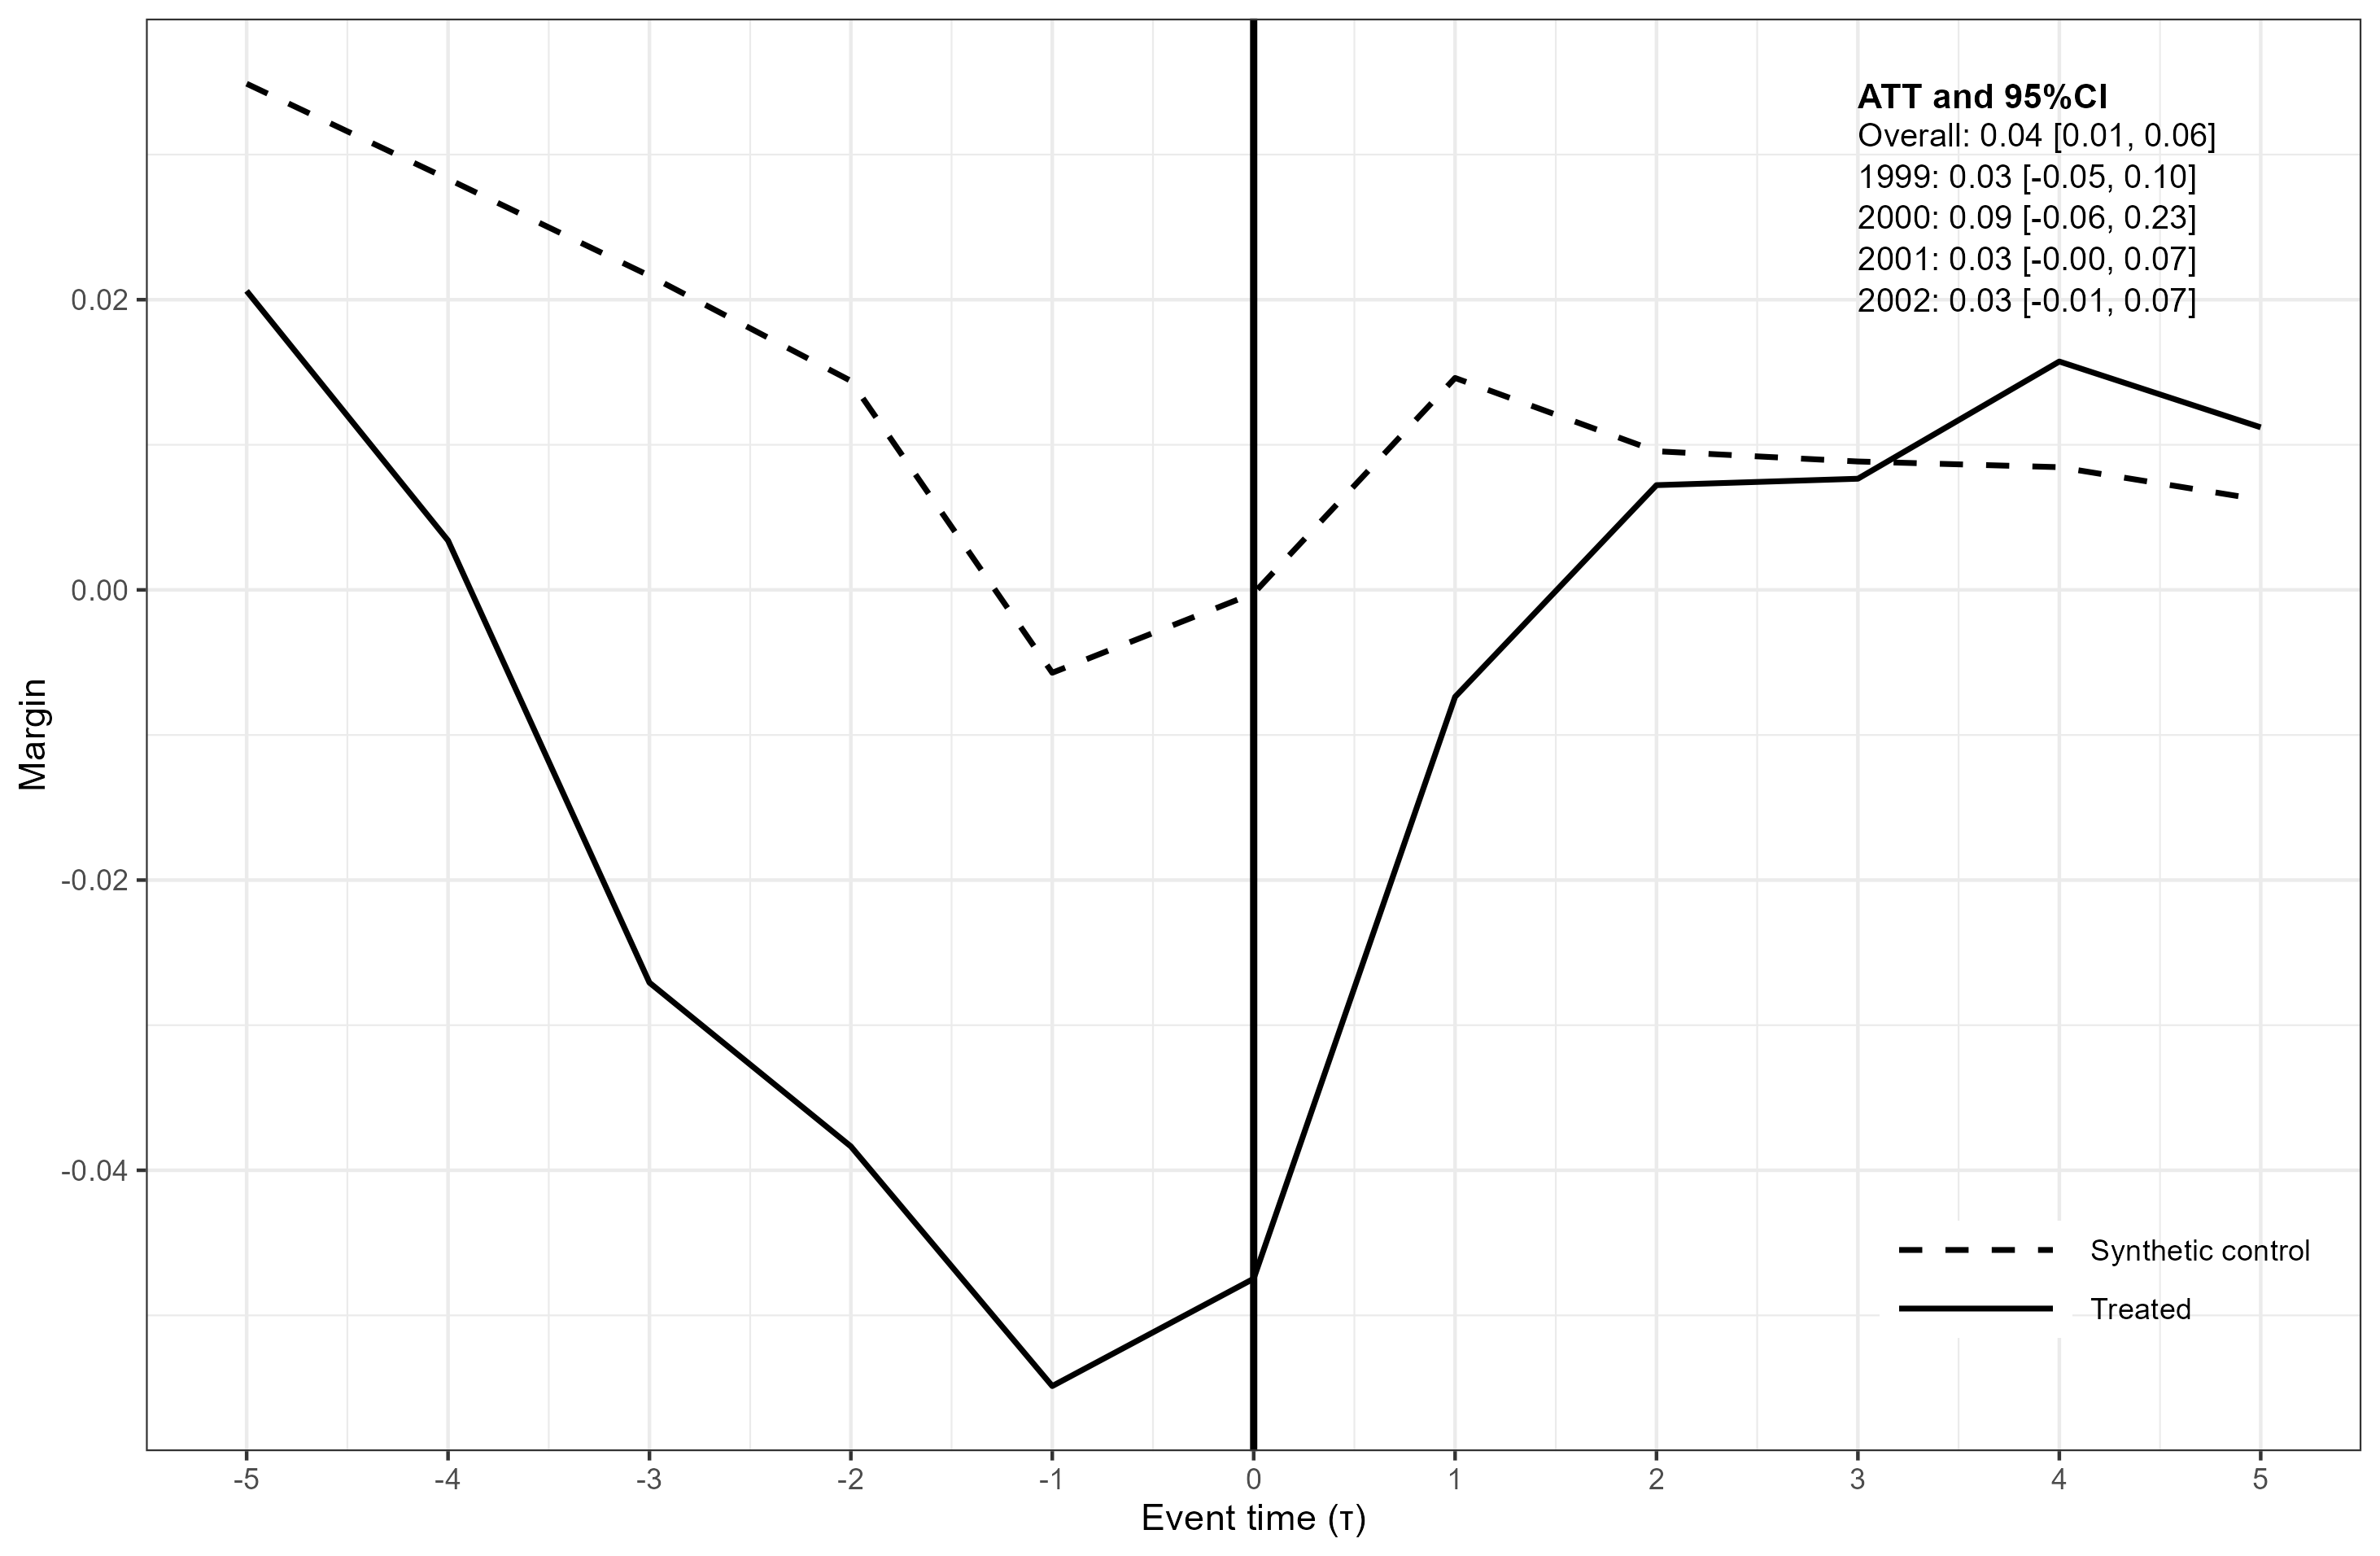 ATT and 95%CI
Overall: 0.04 [0.01, 0.06]
1999: 0.03 [-0.05, 0.10]
2000: 0.09 [-0.06, 0.23]
2001: 0.03 [-0.00, 0.07]
2002: 0.03 [-0.01, 0.07]
0.02
0.00
-0.02
-0.04
Margin
Synthetic control
Treated
-5 -4 -3 -2 -1 0 1 2 3 4 5
Event time (τ)